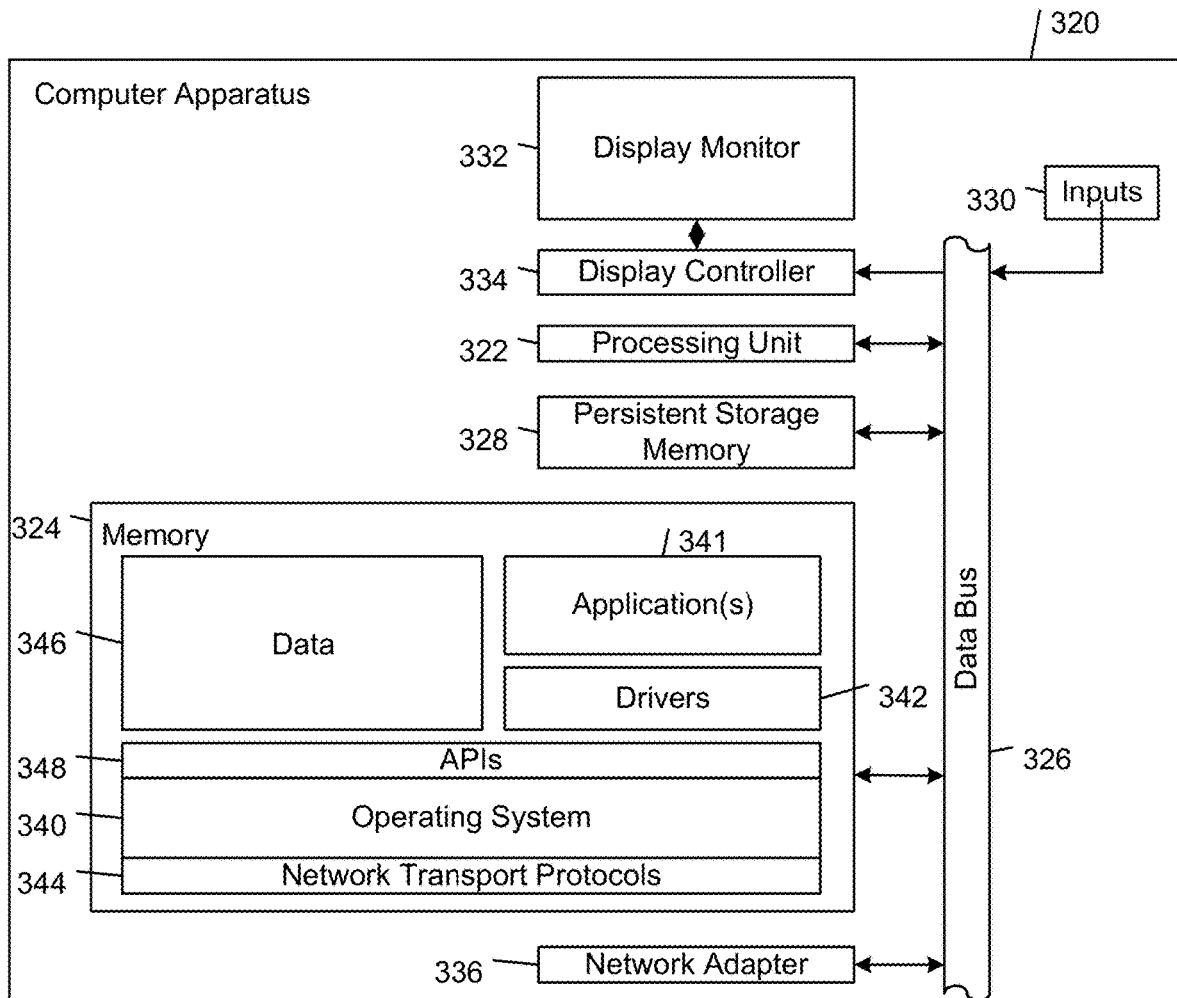 320
Computer Apparatus
332
Display Monitor
330
Inputs
334
Display Controller
322
Processing Unit
328
Persistent Storage
Memory
324
Memory
341
346
Data
Application(s)
Drivers
342
Data Bus
326
348
APIs
340
Operating System
344
Network Transport Protocols
336
Network Adapter